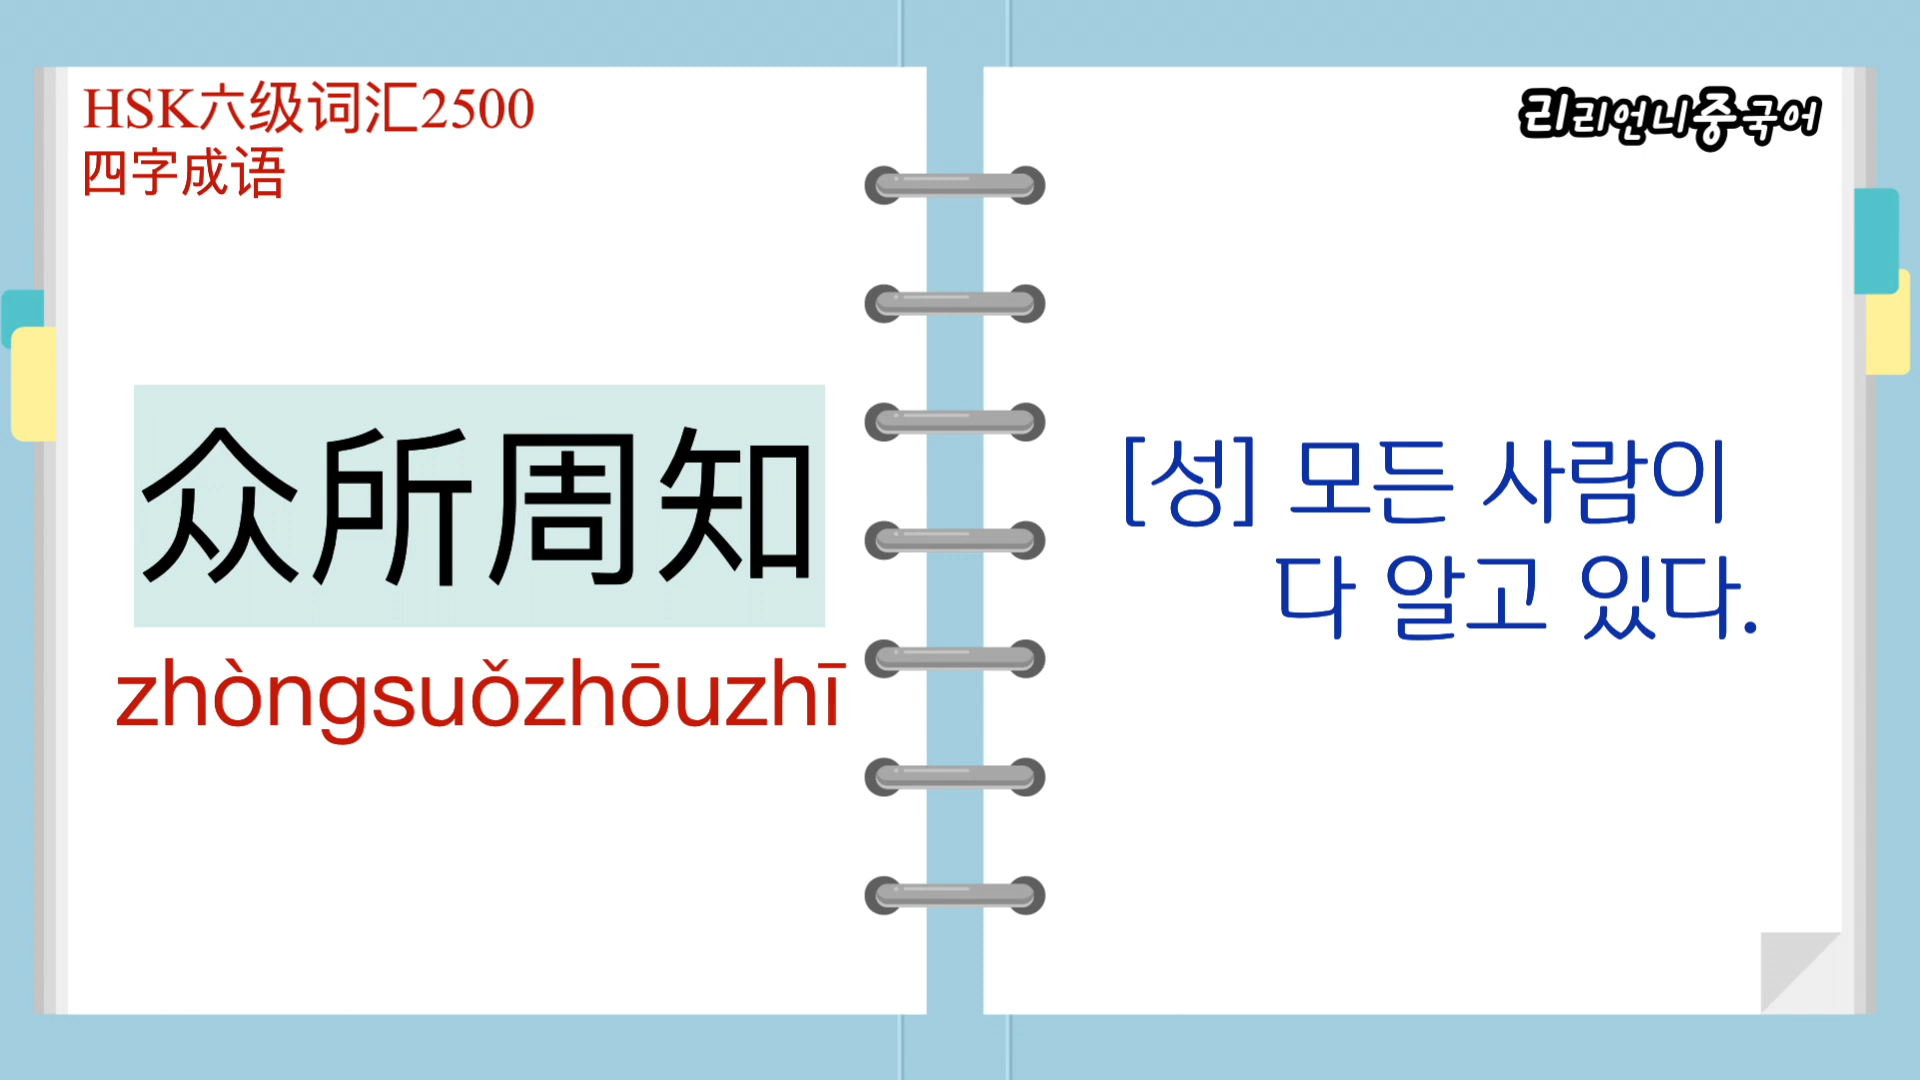 HSK六级词汇2500
四字成语
众所周知
zhòngsuǒzhōuzhī
리리언니중국어
[성] 모든 사람이
다 알고 있다.